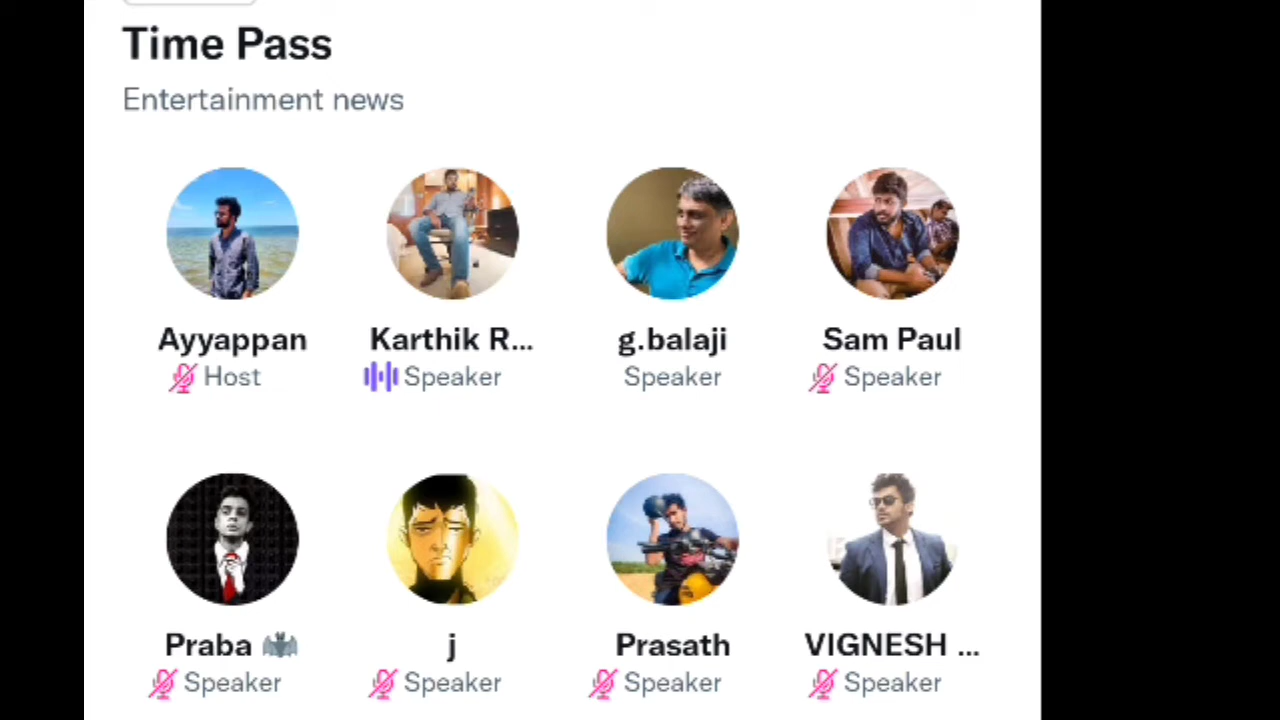 Time Pass
Entertainment news
Ayyappan
Karthik R...
g.balaji
Sam Paul
Host
Speaker
Speaker
Speaker
Praba 🦇
j
Prasath
VIGNESH ...
Speaker
Speaker
Speaker
Speaker